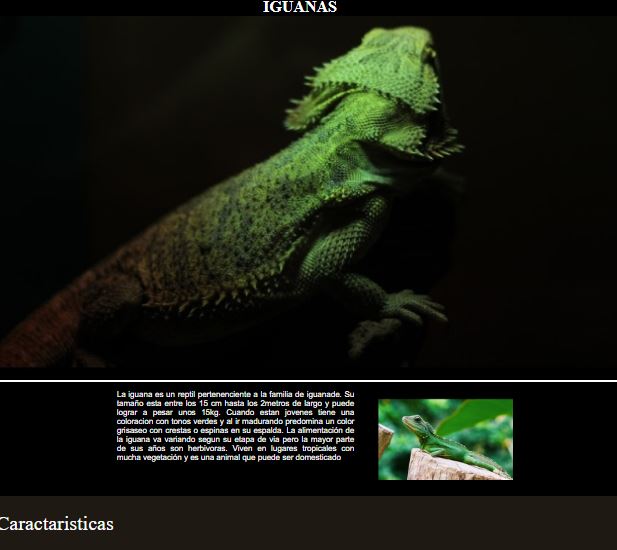 IGUANAS
La iguana es un reptil pertenenciente a la familia de iguanade. Su
tamaño esta entre los 15 cm hasta los 2metros de largo y puede
lograr a pesar unos 15kg. Cuando estan jovenes tiene una
coloracion con tonos verdes y al ir madurando predomina un color
grisaseo con crestas o espinas en su espalda. La alimentación de
la iguana va variando segun su etapa de via pero la mayor parte
de sus años son herbivoras. Viven en lugares tropicales con
mucha vegetación y es una animal que puede ser domesticado
Caractaristicas